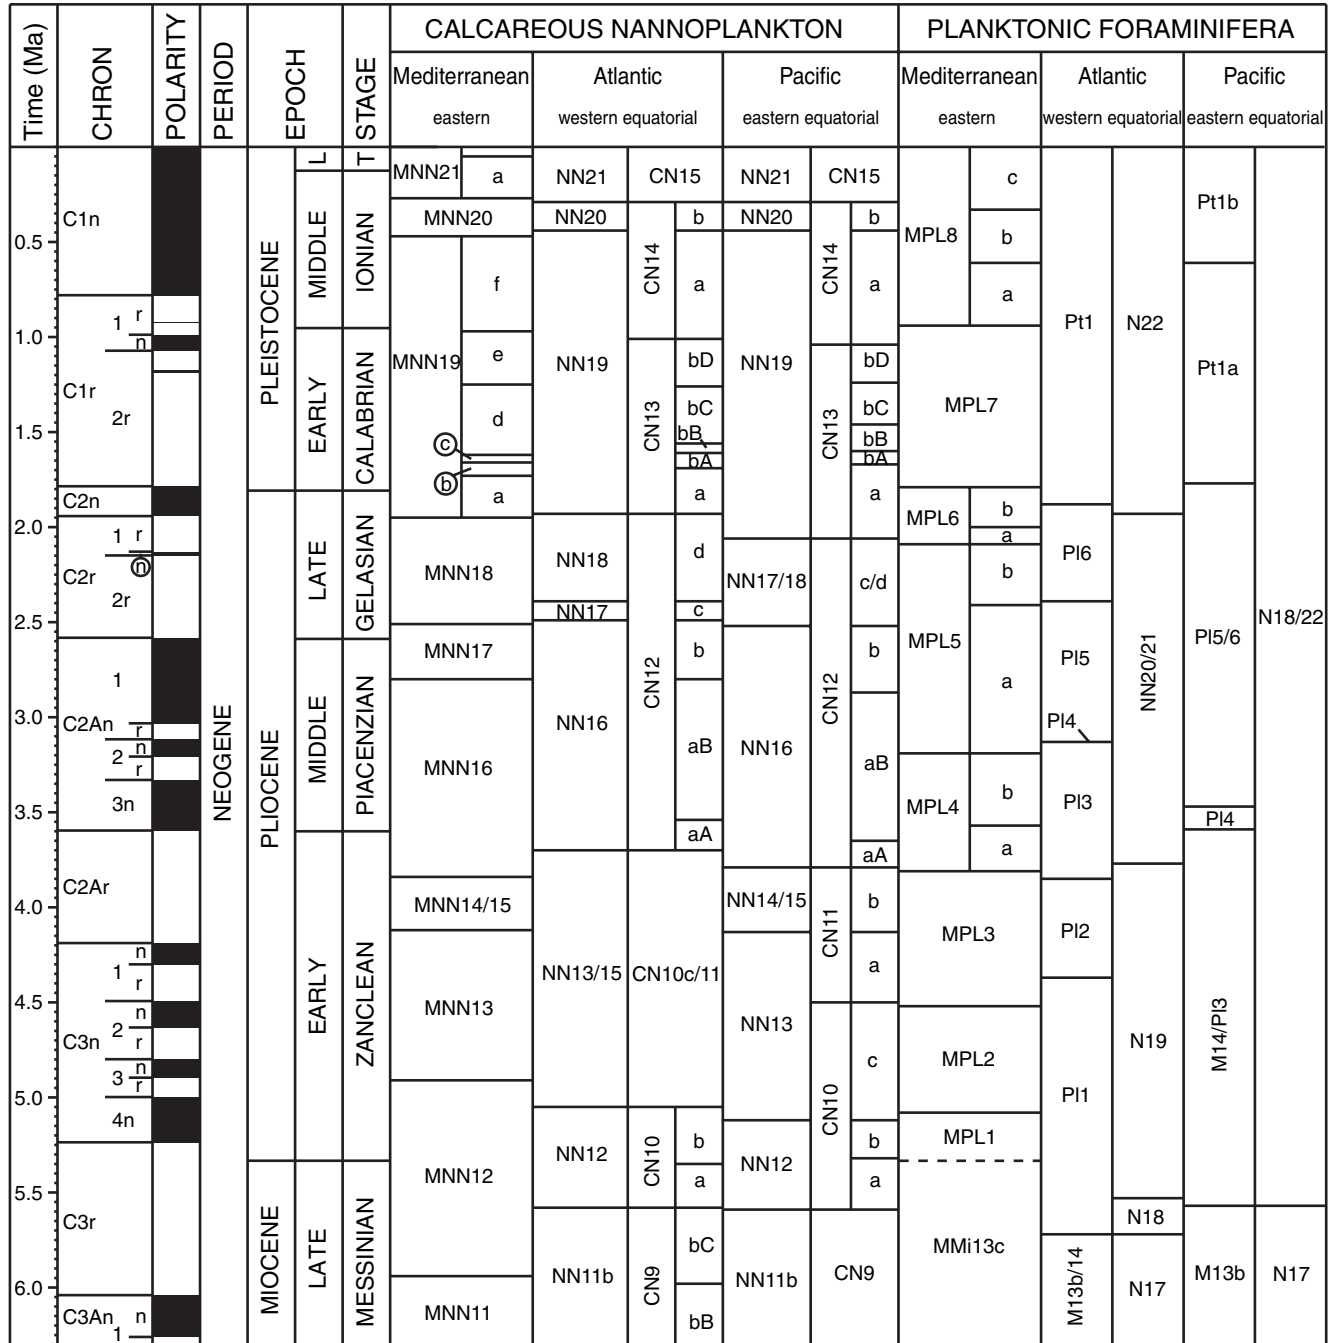 CALCAREOUS NANNOPLANKTON
PLANKTONIC FORAMINIFERA
Time (Ma)
CHRON
POLARITY
PERIOD
EPOCH
STAGE
Mediterranean
eastern
Atlantic
western equatorial
Pacific
eastern equatorial
Mediterranean
eastern
Atlantic
western equatorial
Pacific
eastern equatorial
0.5
1.0
1.5
2.0
2.5
3.0
3.5
4.0
4.5
5.0
5.5
6.0
C1n
1 r
n
C1r
2r
C2n
1 r
n
C2r
2r
1
C2An
r
2 n
r
3n
C2Ar
n
1
r
n
C3n
2
r
3 n
r
4n
C3r
C3An n
1
NEOGENE
PLEISTOCENE
PLIOCENE
MIOCENE
L
MIDDLE
EARLY
LATE
MIDDLE
EARLY
LATE
T
IONIAN
CALABRIAN
GELASIAN
PIACENZIAN
ZANCLEAN
MESSINIAN
MNN21
a
MNN20
MNN19
f
e
d
c
b
a
MNN18
MNN17
MNN16
MNN14/15
MNN13
MNN12
MNN11
NN21
NN20
NN19
NN18
NN17
NN16
NN13/15
NN12
NN11b
CN15
CN14
b
a
CN13
bD
bC
bB
bA
a
CN12
d
c
b
aB
aA
CN10c/11
CN10
b
a
CN9
bC
bB
NN21
NN20
NN19
NN17/18
NN16
NN14/15
NN13
NN12
NN11b
CN15
CN14
b
a
CN13
bD
bC
bB
bA
a
CN12
c/d
b
aB
aA
CN11
b
a
CN10
c
b
a
CN9
MPL8
c
b
a
MPL7
MPL6
b
a
MPL5
b
a
MPL4
b
a
MPL3
MPL2
MPL1
MMi13c
Pt1
Pl6
Pl5
Pl4
Pl3
Pl2
Pl1
M13b/14
N22
NN20/21
N19
N18
N17
Pt1b
Pt1a
Pl5/6
Pl4
M14/Pl3
M13b
N18/22
N17